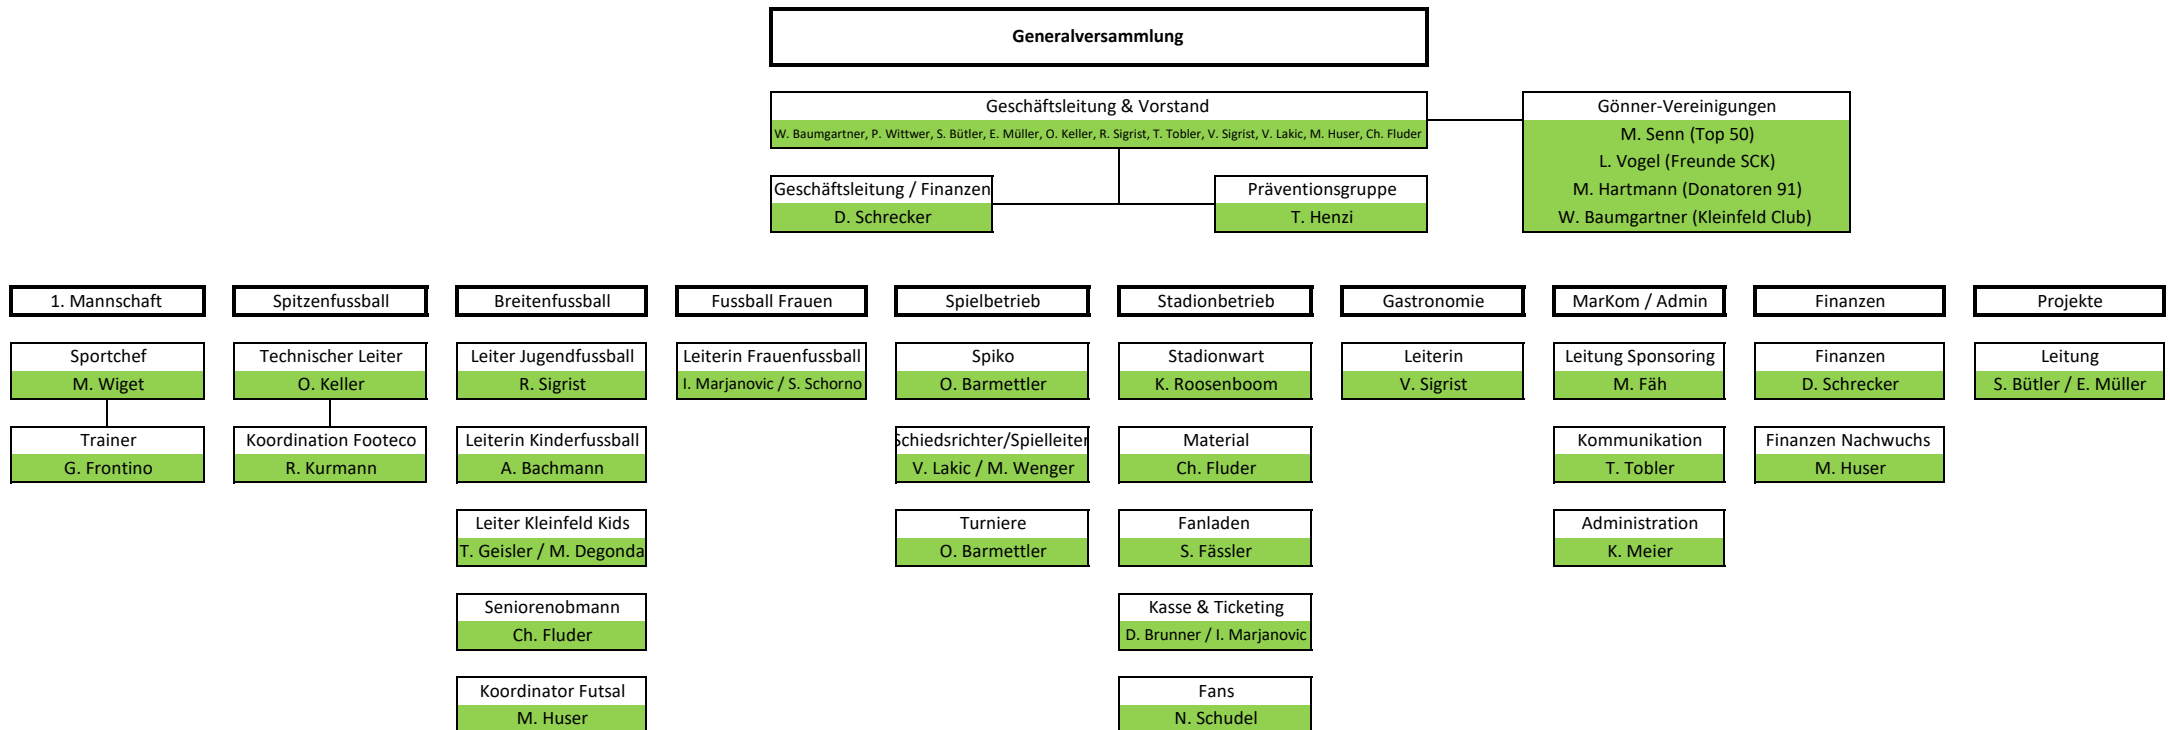 Generalversammlung
Geschäftsleitung & Vorstand
W. Baumgartner, P. Wittwer, S. Bütler, E. Müller, O. Keller, R. Sigrist, T. Tobler, V. Sigrist, V. Lakic, M. Huser, Ch. Fluder
Gönner-Vereinigungen
M. Senn (Top 50)
L. Vogel (Freunde SCK)
M. Hartmann (Donatoren 91)
W. Baumgartner (Kleinfeld Club)
Geschäftsleitung / Finanzen
D. Schrecker
Präventionsgruppe
T. Henzi
1. Mannschaft
Sportchef
M. Wiget
Trainer
G. Frontino
Spitzenfussball
Technischer Leiter
O. Keller
Koordination Footeco
R. Kurmann
Breitenfussball
Leiter Jugendfussball
R. Sigrist
Leiterin Kinderfussball
A. Bachmann
Leiter Kleinfeld Kids
T. Geisler / M. Degonda
Seniorenobmann
Ch. Fluder
Koordinator Futsal
M. Huser
Fussball Frauen
Leiterin Frauenfussball
I. Marjanovic / S. Schorno
Spielbetrieb
Spiko
O. Barmettler
Schiedsrichter/Spielleiter
V. Lakic / M. Wenger
Turniere
O. Barmettler
Stadionbetrieb
Stadionwart
K. Roosenboom
Material
Ch. Fluder
Fanladen
S. Fässler
Kasse & Ticketing
D. Brunner / I. Marjanovic
Fans
N. Schudel
Gastronomie
Leiterin
V. Sigrist
MarKom / Admin
Leitung Sponsoring
M. Fäh
Kommunikation
T. Tobler
Administration
K. Meier
Finanzen
Finanzen
D. Schrecker
Finanzen Nachwuchs
M. Huser
Projekte
Leitung
S. Bütler / E. Müller